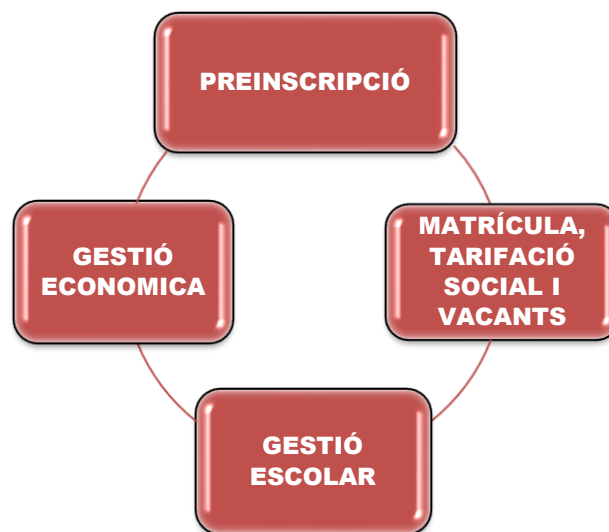 PREINSCRIPCIÓ
MATRÍCULA,
TARIFACIÓ
SOCIAL I
VACANTS
GESTIÓ
ESCOLAR
GESTIÓ
ECONOMICA